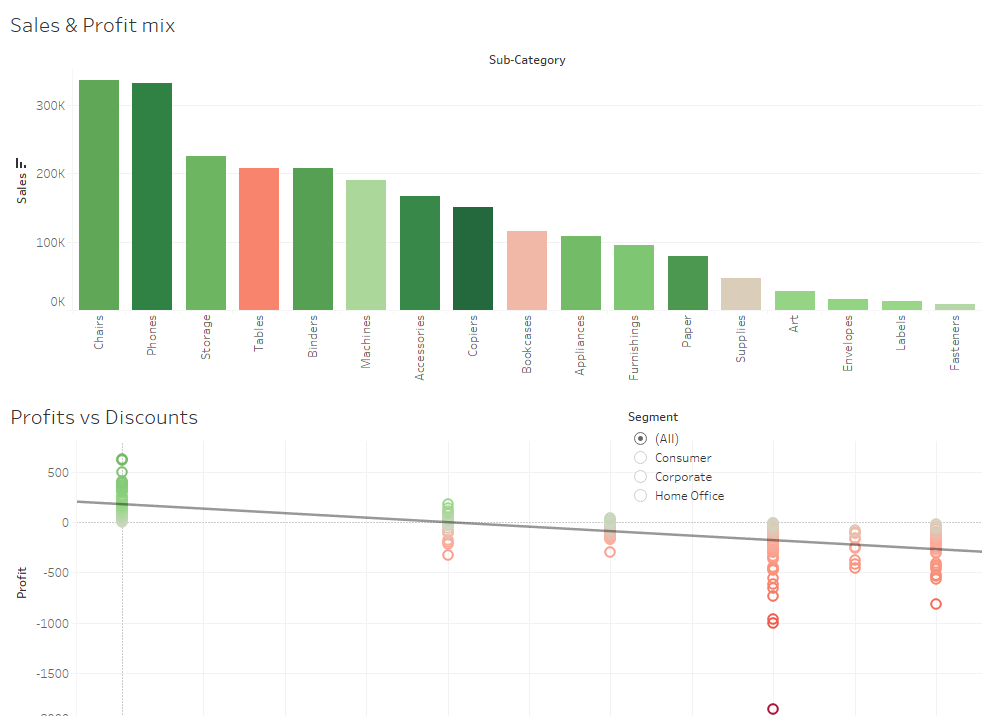 Sales & Profit mix
Sub-Category
300K
200K
100K
0K
Sales
Chairs
Phones
Storage
Tables
Binders
Machines
Accessories
Copiers
Bookcases
Appliances
Furnishings
Paper
Supplies
Art
Envelopes
Labels
Fasteners
Profits vs Discounts
Segment
(All)
Consumer
Corporate
Home Office
500
0
-500
-1000
-1500
Profit